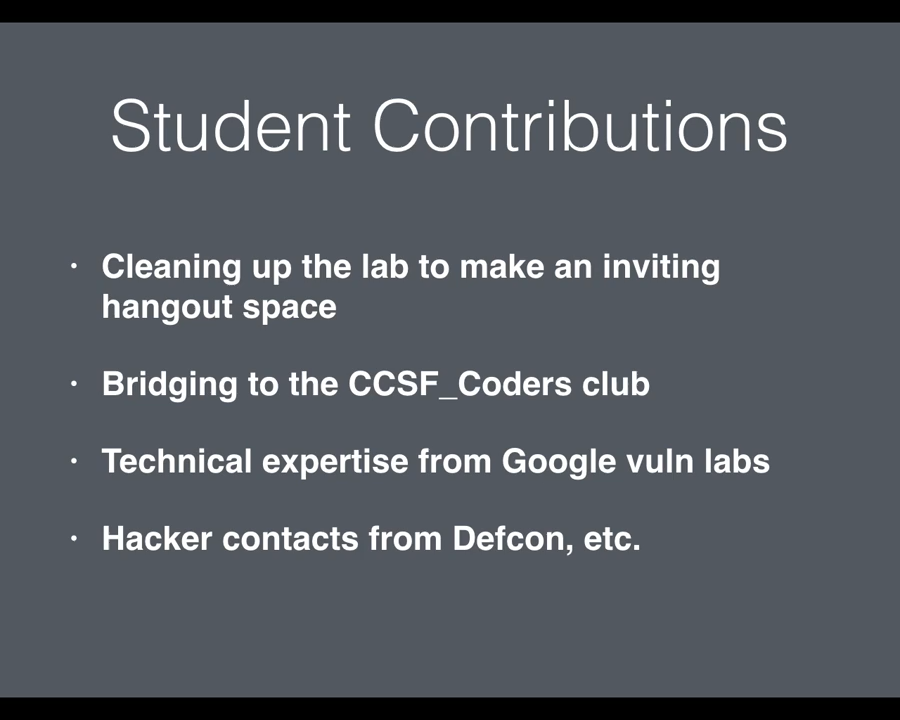 Student Contributions
• Cleaning up the lab to make an inviting
hangout space
• Bridging to the CCSF_Coders club
• Technical expertise from Google vuln labs
• Hacker contacts from Defcon, etc.